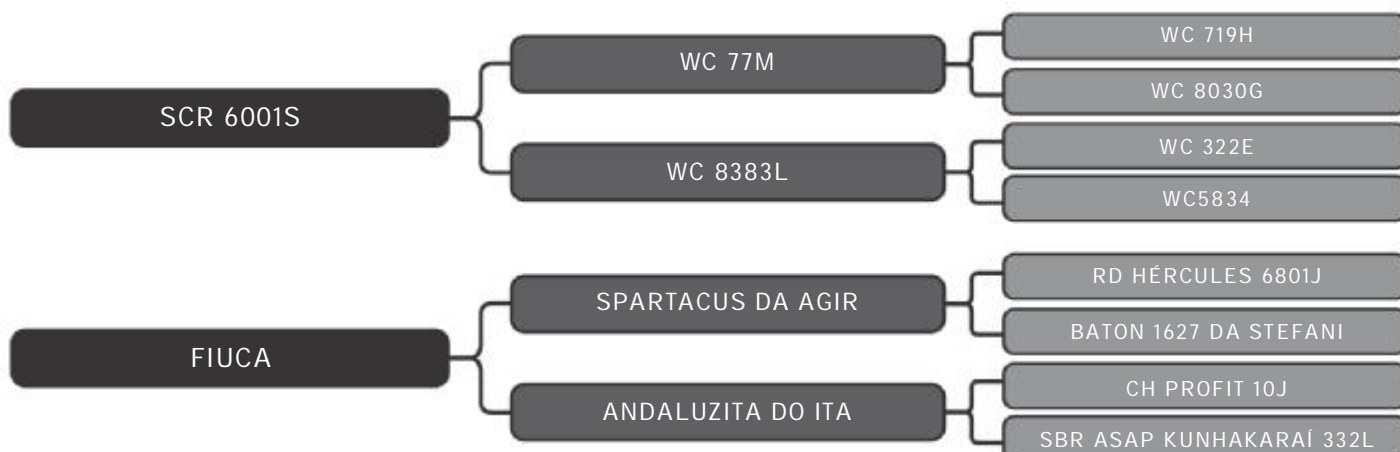 WC 719H
WC 77M
WC 8030G
SCR 6001S
WC 322E
WC 8383L
WC5834
RD HÉRCULES 6801J
SPARTACUS DA AGIR
BATON 1627 DA STEFANI
FIUCA
CH PROFIT 10J
ANDALUZITA DO ITA
SBR ASAP KUNHAKARAÍ 332L